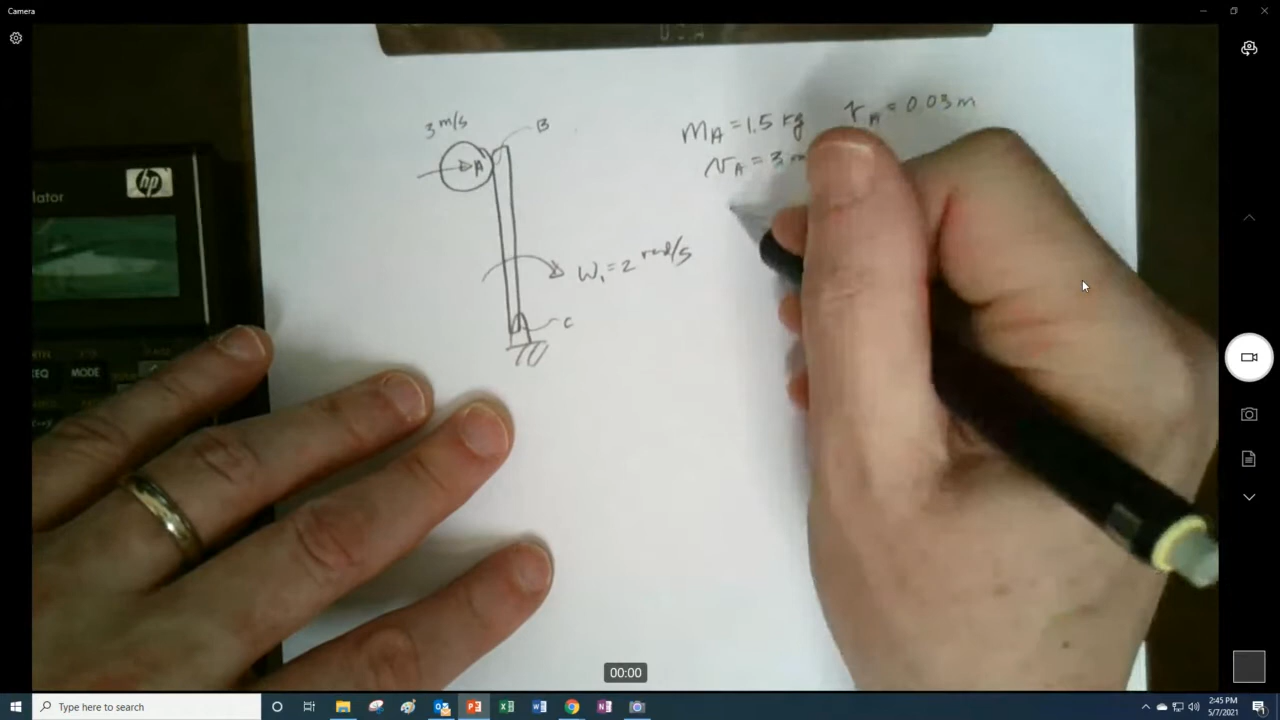 Camera
U.S.A
3 m/s
B
A
ω₁ = 2 rad/s
C
m_A = 1.5 kg r_A = 0.03 m
v_A = 3 m
hp
lator
MODE
00:00
Type here to search
2:45 PM
5/7/2021